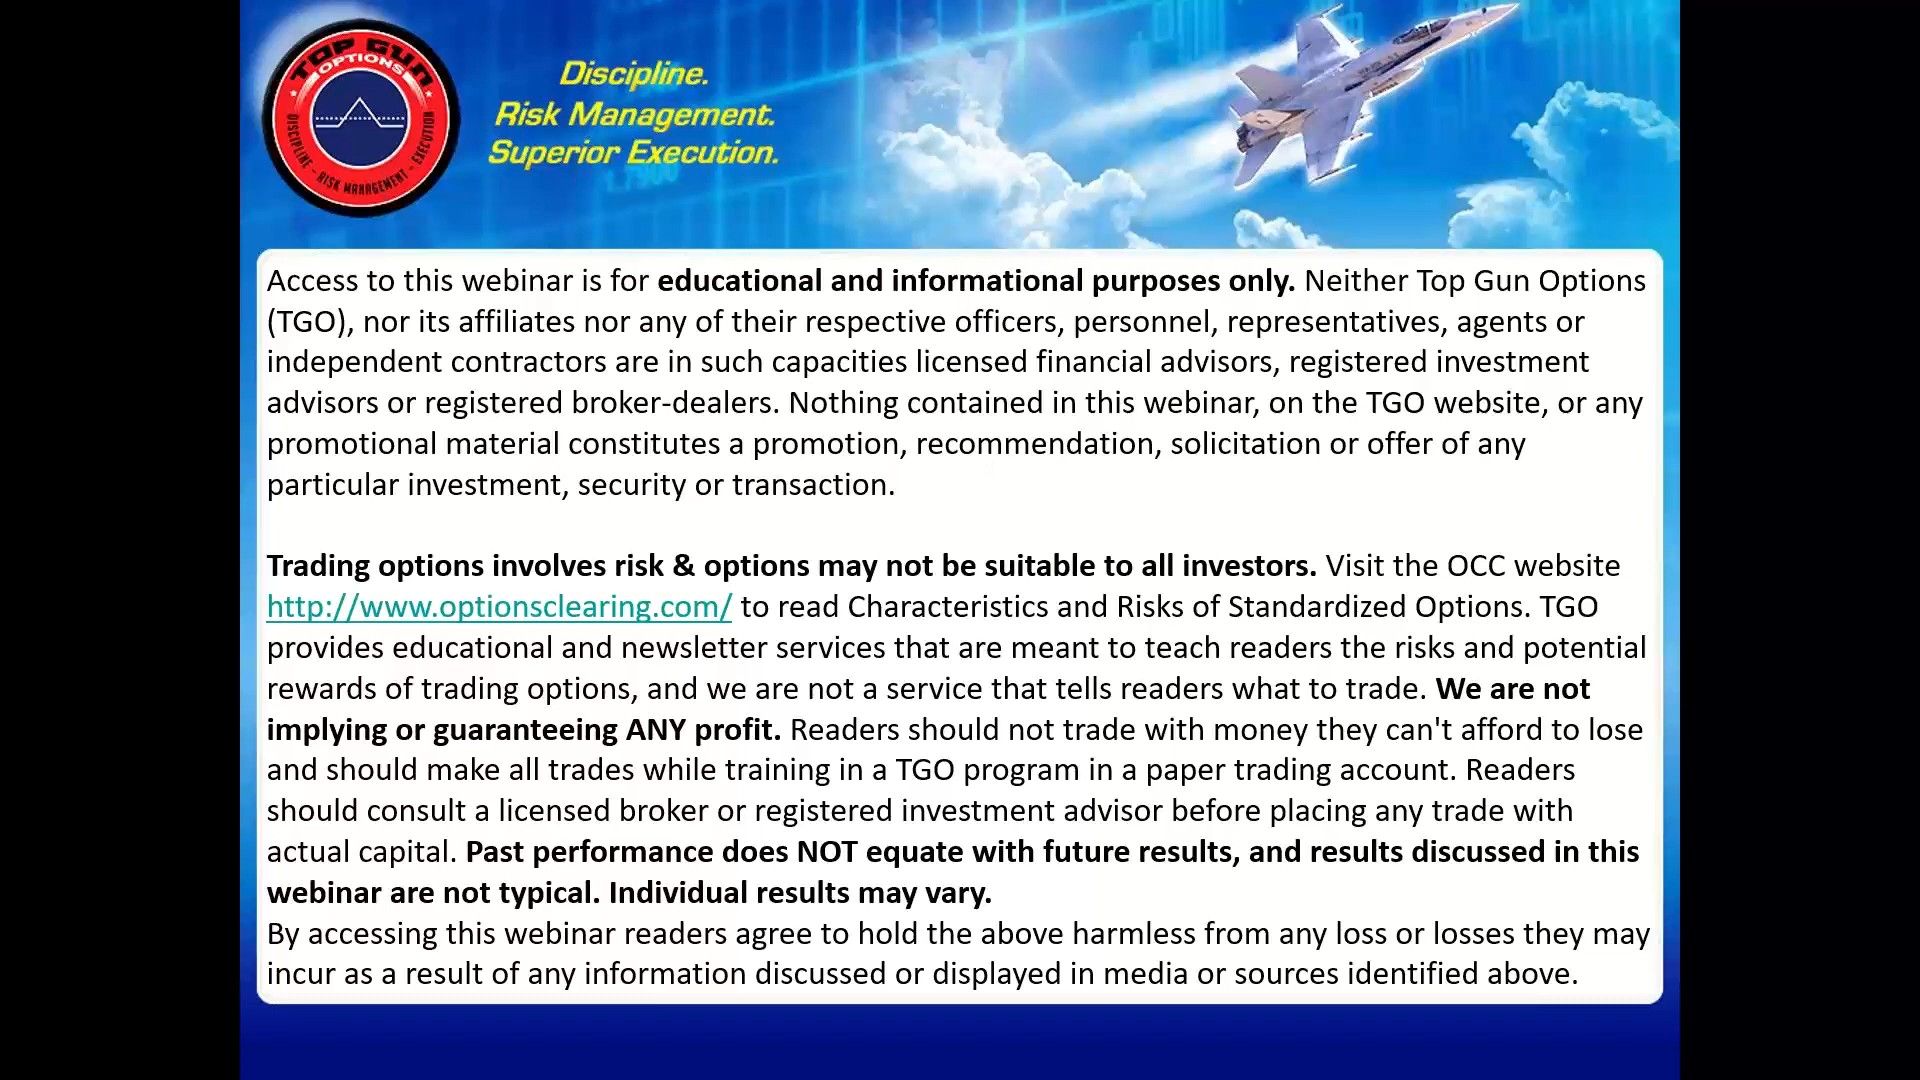 TOP GUN
OPTIONS
DISCIPLINE - RISK MANAGEMENT - EXECUTION
Discipline.
Risk Management.
Superior Execution.
Access to this webinar is for educational and informational purposes only. Neither Top Gun Options
(TGO), nor its affiliates nor any of their respective officers, personnel, representatives, agents or
independent contractors are in such capacities licensed financial advisors, registered investment
advisors or registered broker-dealers. Nothing contained in this webinar, on the TGO website, or any
promotional material constitutes a promotion, recommendation, solicitation or offer of any
particular investment, security or transaction.
Trading options involves risk & options may not be suitable to all investors. Visit the OCC website
http://www.optionsclearing.com/ to read Characteristics and Risks of Standardized Options. TGO
provides educational and newsletter services that are meant to teach readers the risks and potential
rewards of trading options, and we are not a service that tells readers what to trade. We are not
implying or guaranteeing ANY profit. Readers should not trade with money they can't afford to lose
and should make all trades while training in a TGO program in a paper trading account. Readers
should consult a licensed broker or registered investment advisor before placing any trade with
actual capital. Past performance does NOT equate with future results, and results discussed in this
webinar are not typical. Individual results may vary.
By accessing this webinar readers agree to hold the above harmless from any loss or losses they may
incur as a result of any information discussed or displayed in media or sources identified above.